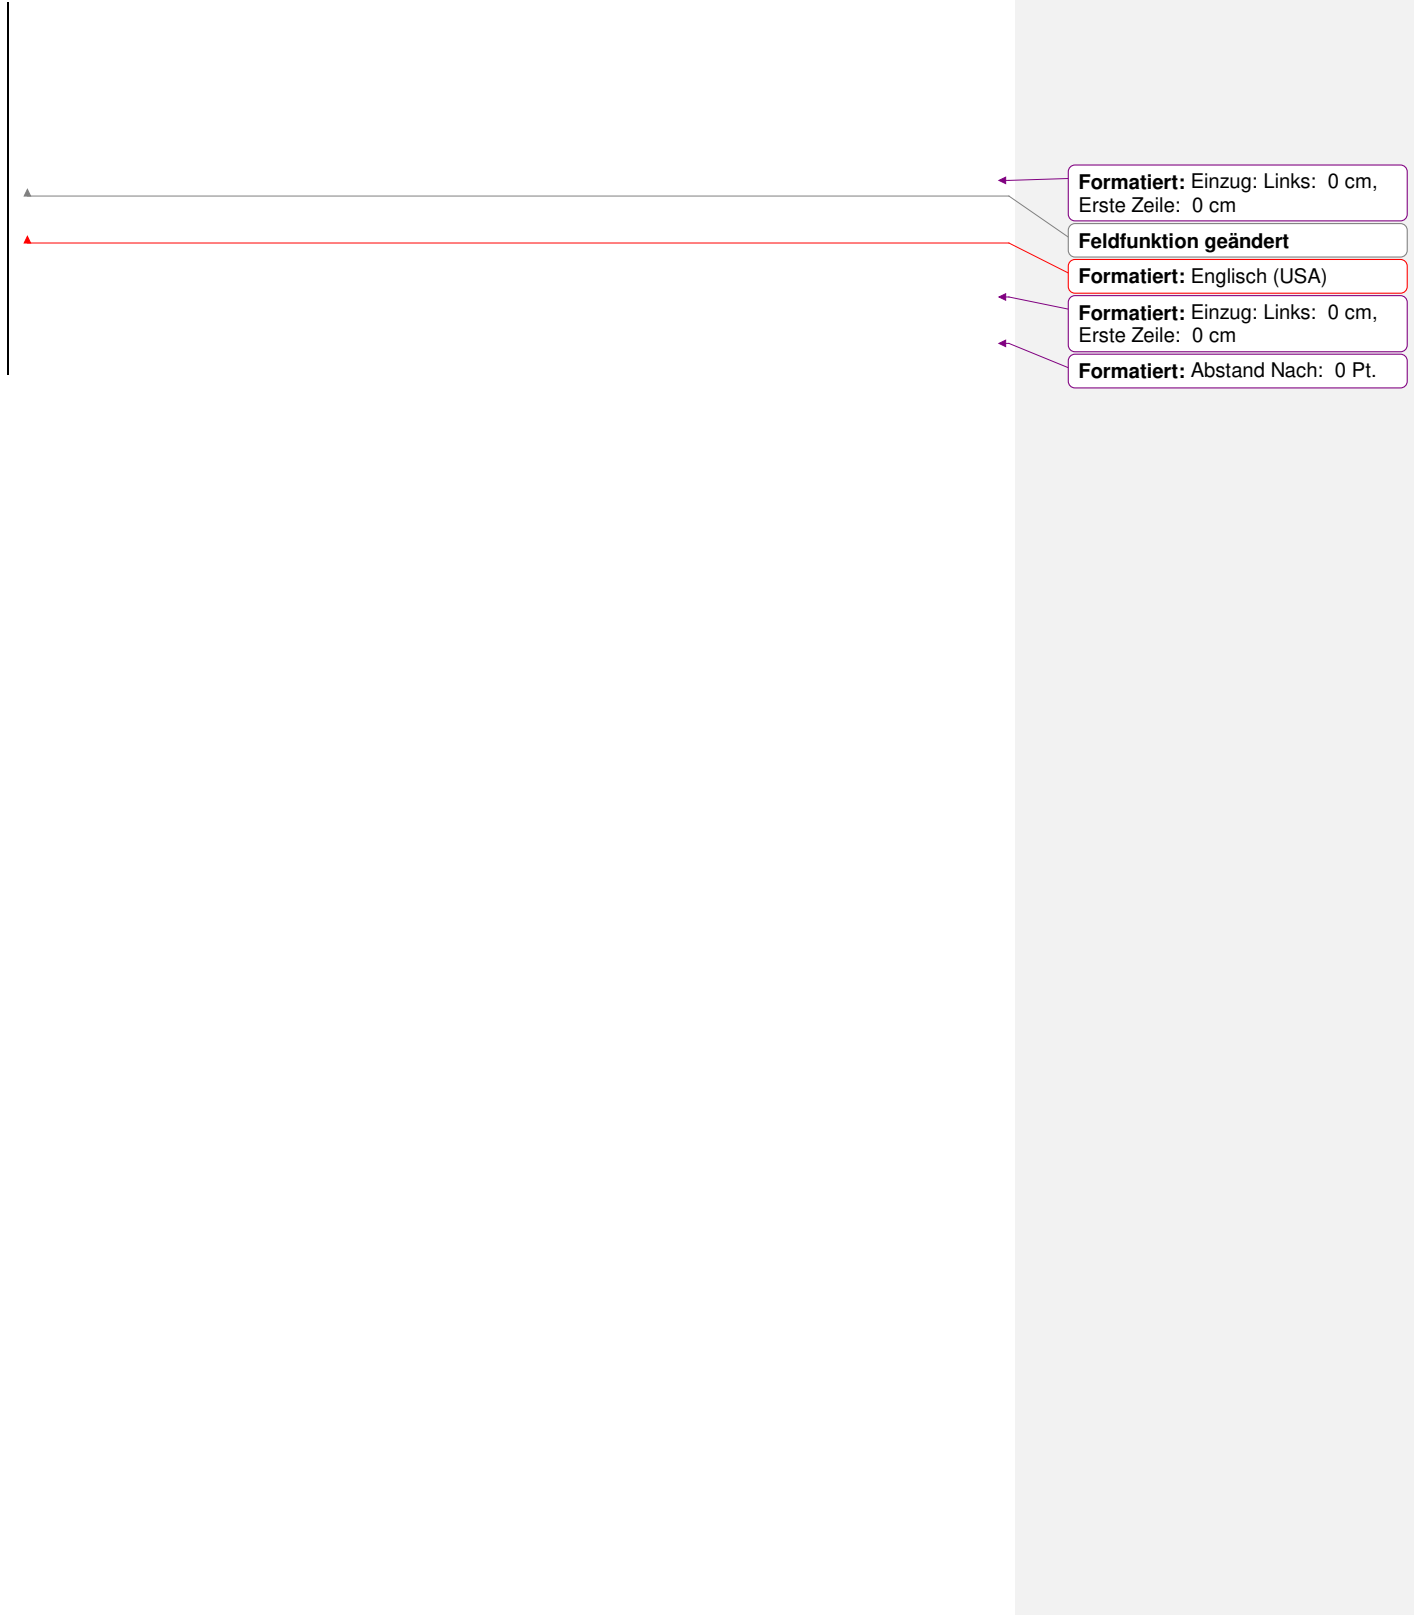 Formatiert: Einzug: Links: 0 cm,
Erste Zeile: 0 cm
Feldfunktion geändert
Formatiert: Englisch (USA)
Formatiert: Einzug: Links: 0 cm,
Erste Zeile: 0 cm
Formatiert: Abstand Nach: 0 Pt.